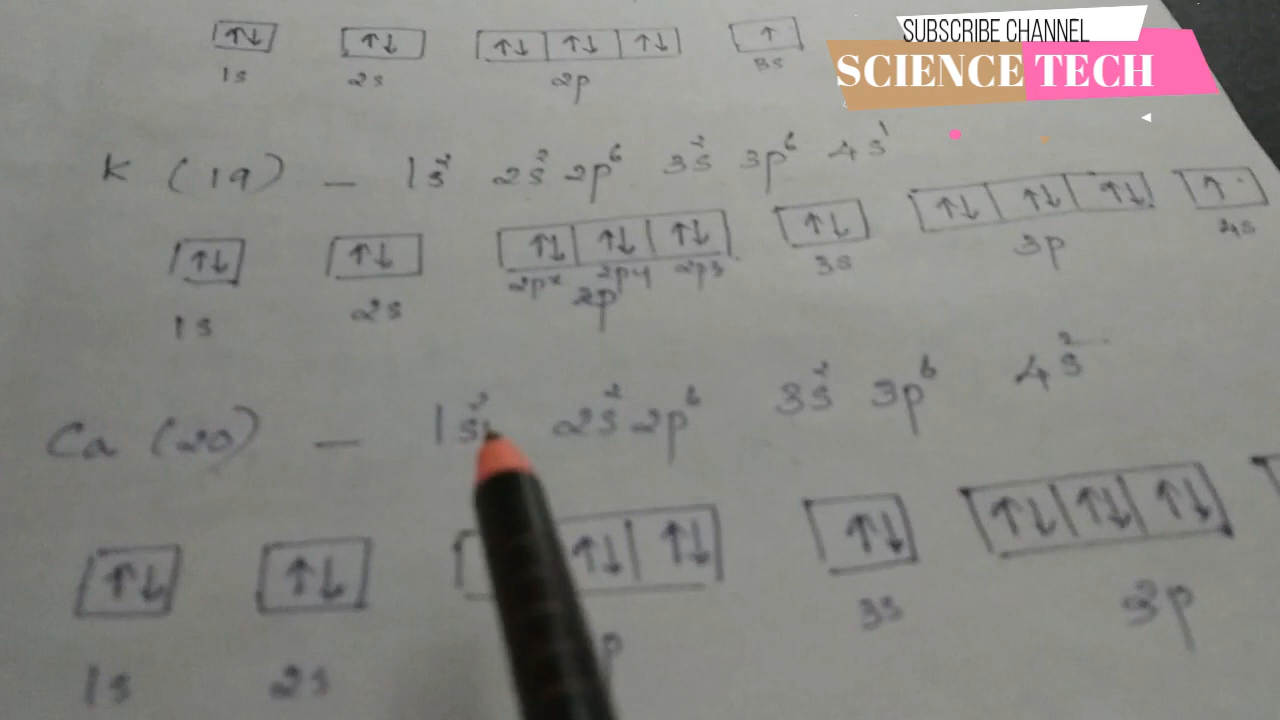 SUBSCRIBE CHANNEL
SCIENCE TECH
↑↓ ↑↓ ↑↓ ↑↓ ↑↓ ↑
1s 2s 2p 3s
K (19) — 1s² 2s² 2p⁶ 3s² 3p⁶ 4s¹
↑↓ ↑↓ ↑↓ ↑↓ ↑↓ ↑↓ ↑↓ ↑↓ ↑↓ ↑
2px 2py 2pz
1s 2s 2p 3s 3p 4s
Ca (20) — 1s² 2s² 2p⁶ 3s² 3p⁶ 4s²
↑↓ ↑↓ ↑↓ ↑↓ ↑↓ ↑↓ ↑↓ ↑↓
1s 2s p 3s 3p